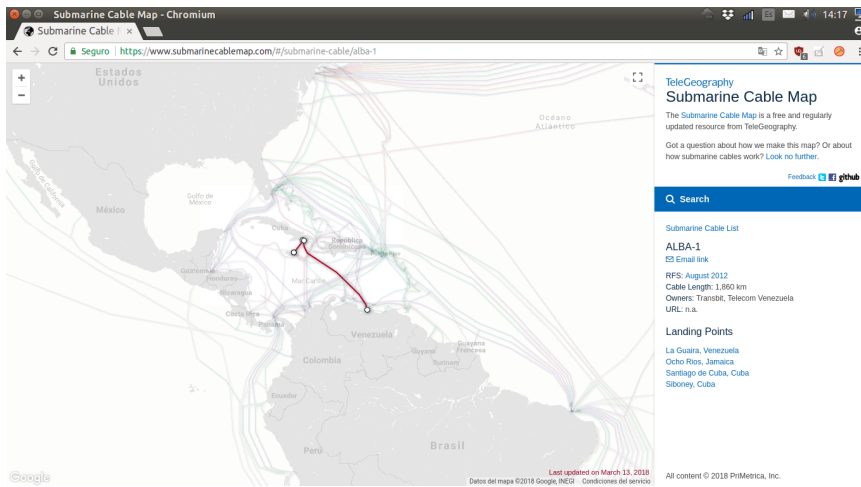 Submarine Cable Map - Chromium
Es
14:17
Submarine Cable
Seguro | https://www.submarinecablemap.com/#/submarine-cable/alba-1
+
−
Estados
Unidos
Océano
Atlántico
Golfo de
California
Golfo de
México
México
Cuba
República
Dominicana
Puerto Rico
Guatemala
Honduras
Mar Caribe
Nicaragua
Costa Rica
Panamá
Venezuela
Guyana
Guayana
Francesa
Surinam
Colombia
Ecuador
Perú
Brasil
Google
Last updated on March 13, 2018
Datos del mapa ©2018 Google, INEGI Condiciones del servicio
TeleGeography
Submarine Cable Map
The Submarine Cable Map is a free and regularly
updated resource from TeleGeography.
Got a question about how we make this map? Or about
how submarine cables work? Look no further.
Feedback github
Search
Submarine Cable List
ALBA-1
Email link
RFS: August 2012
Cable Length: 1,860 km
Owners: Transbit, Telecom Venezuela
URL: n.a.
Landing Points
La Guaira, Venezuela
Ocho Rios, Jamaica
Santiago de Cuba, Cuba
Siboney, Cuba
All content © 2018 PriMetrica, Inc.